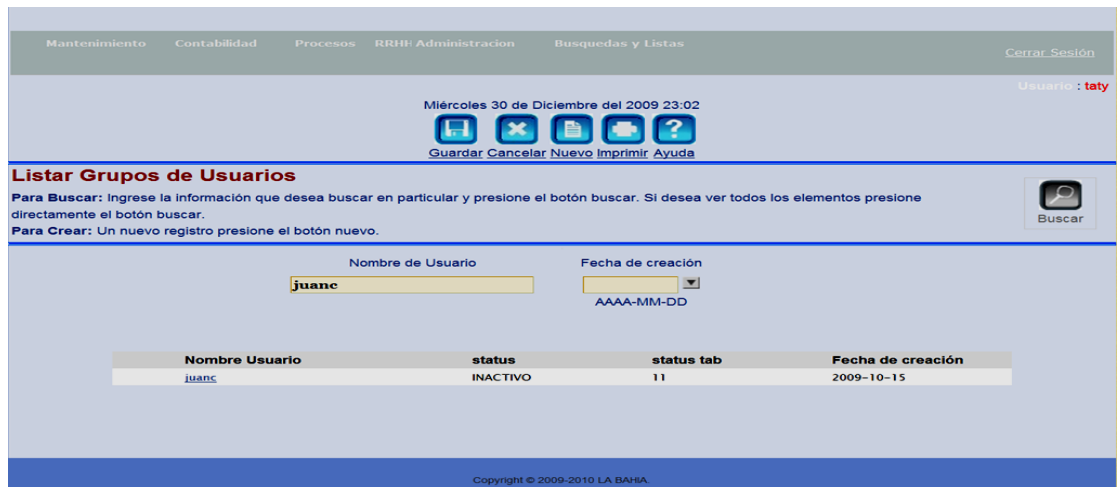 Mantenimiento Contabilidad Procesos RRHH Administracion Busquedas y Listas
Cerrar Sesión
Usuario : taty
Miércoles 30 de Diciembre del 2009 23:02
Guardar Cancelar Nuevo Imprimir Ayuda
Listar Grupos de Usuarios
Para Buscar: Ingrese la información que desea buscar en particular y presione el botón buscar. Si desea ver todos los elementos presione
directamente el botón buscar.
Para Crear: Un nuevo registro presione el botón nuevo.
Buscar
Nombre de Usuario Fecha de creación
juanc
AAAA-MM-DD
Nombre Usuario status status tab Fecha de creación
juanc INACTIVO 11 2009-10-15
Copyright © 2009-2010 LA BAHIA.